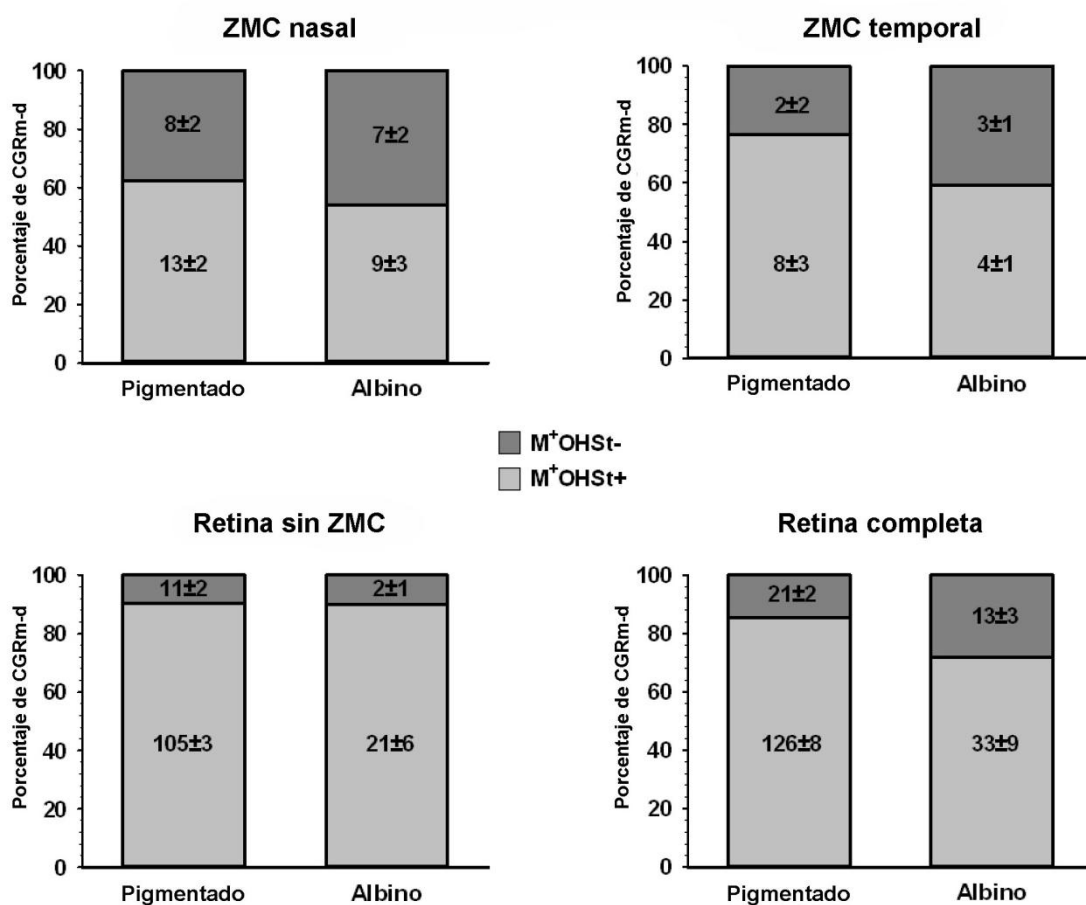 ZMC nasal
Porcentaje de CGRm-d
100
80
60
40
20
0
8±2
7±2
13±2
9±3
Pigmentado
Albino
ZMC temporal
Porcentaje de CGRm-d
100
80
60
40
20
0
2±2
3±1
8±3
4±1
Pigmentado
Albino
M⁺OHSt-
M⁺OHSt+
Retina sin ZMC
Porcentaje de CGRm-d
100
80
60
40
20
0
11±2
2±1
105±3
21±6
Pigmentado
Albino
Retina completa
Porcentaje de CGRm-d
100
80
60
40
20
0
21±2
13±3
126±8
33±9
Pigmentado
Albino